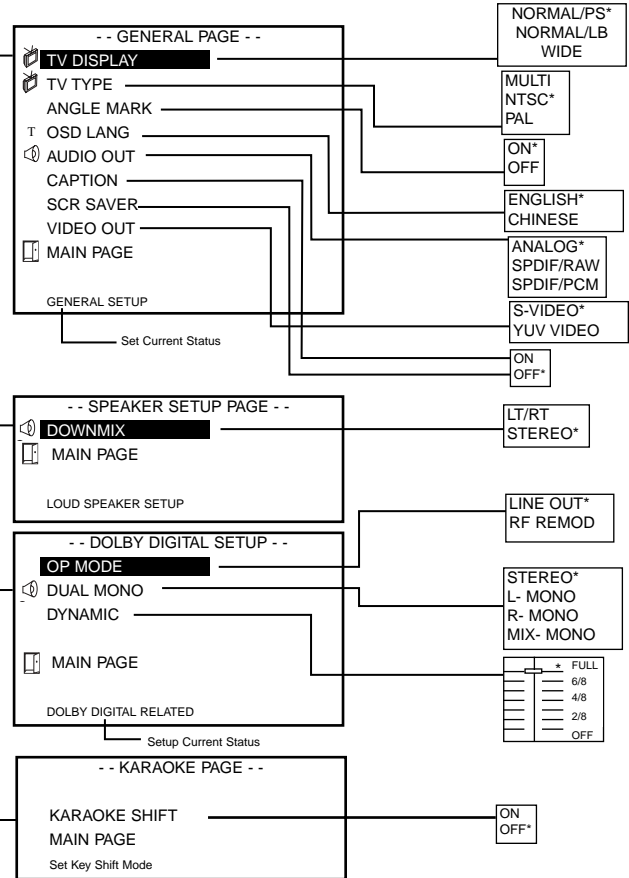 - - GENERAL PAGE - -
TV DISPLAY
TV TYPE
ANGLE MARK
T OSD LANG
AUDIO OUT
CAPTION
SCR SAVER
VIDEO OUT
MAIN PAGE
GENERAL SETUP
Set Current Status
NORMAL/PS*
NORMAL/LB
WIDE
MULTI
NTSC*
PAL
ON*
OFF
ENGLISH*
CHINESE
ANALOG*
SPDIF/RAW
SPDIF/PCM
S-VIDEO*
YUV VIDEO
ON
OFF*
- - SPEAKER SETUP PAGE - -
DOWNMIX
MAIN PAGE
LOUD SPEAKER SETUP
LT/RT
STEREO*
- - DOLBY DIGITAL SETUP - -
OP MODE
DUAL MONO
DYNAMIC
MAIN PAGE
DOLBY DIGITAL RELATED
Setup Current Status
LINE OUT*
RF REMOD
STEREO*
L- MONO
R- MONO
MIX- MONO
* FULL
6/8
4/8
2/8
OFF
- - KARAOKE PAGE - -
KARAOKE SHIFT
MAIN PAGE
Set Key Shift Mode
ON
OFF*